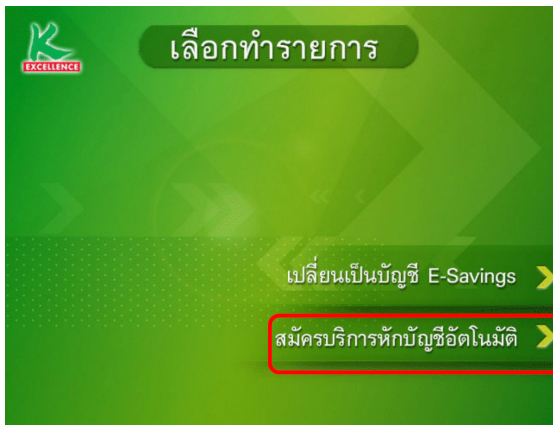 K
EXCELLENCE
เลือกทำรายการ
เปลี่ยนเป็นบัญชี E-Savings
สมัครบริการหักบัญชีอัตโนมัติ